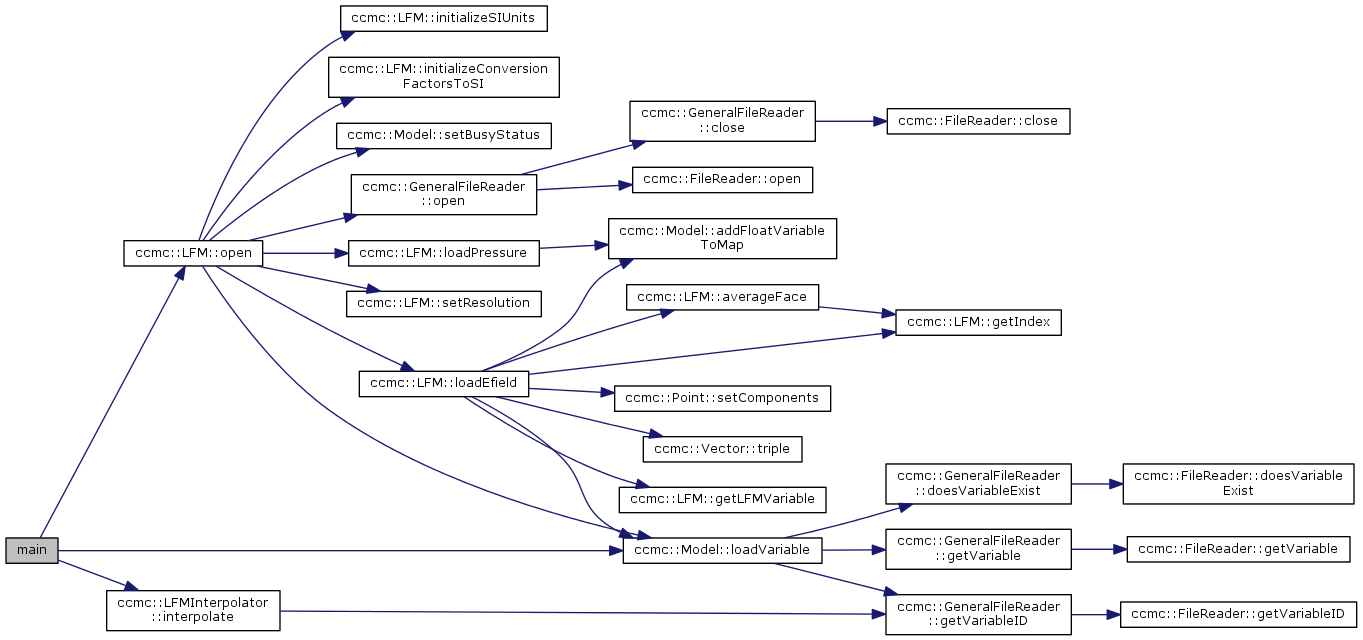 ccmc::LFM::initializeSIUnits
ccmc::LFM::initializeConversion
FactorsToSI
ccmc::GeneralFileReader
::close
ccmc::FileReader::close
ccmc::Model::setBusyStatus
ccmc::GeneralFileReader
::open
ccmc::FileReader::open
ccmc::Model::addFloatVariable
ToMap
ccmc::LFM::open
ccmc::LFM::loadPressure
ccmc::LFM::setResolution
ccmc::LFM::averageFace
ccmc::LFM::getIndex
ccmc::LFM::loadEfield
ccmc::Point::setComponents
ccmc::Vector::triple
ccmc::LFM::getLFMVariable
ccmc::GeneralFileReader
::doesVariableExist
ccmc::FileReader::doesVariable
Exist
main
ccmc::Model::loadVariable
ccmc::GeneralFileReader
::getVariable
ccmc::FileReader::getVariable
ccmc::LFMInterpolator
::interpolate
ccmc::GeneralFileReader
::getVariableID
ccmc::FileReader::getVariableID